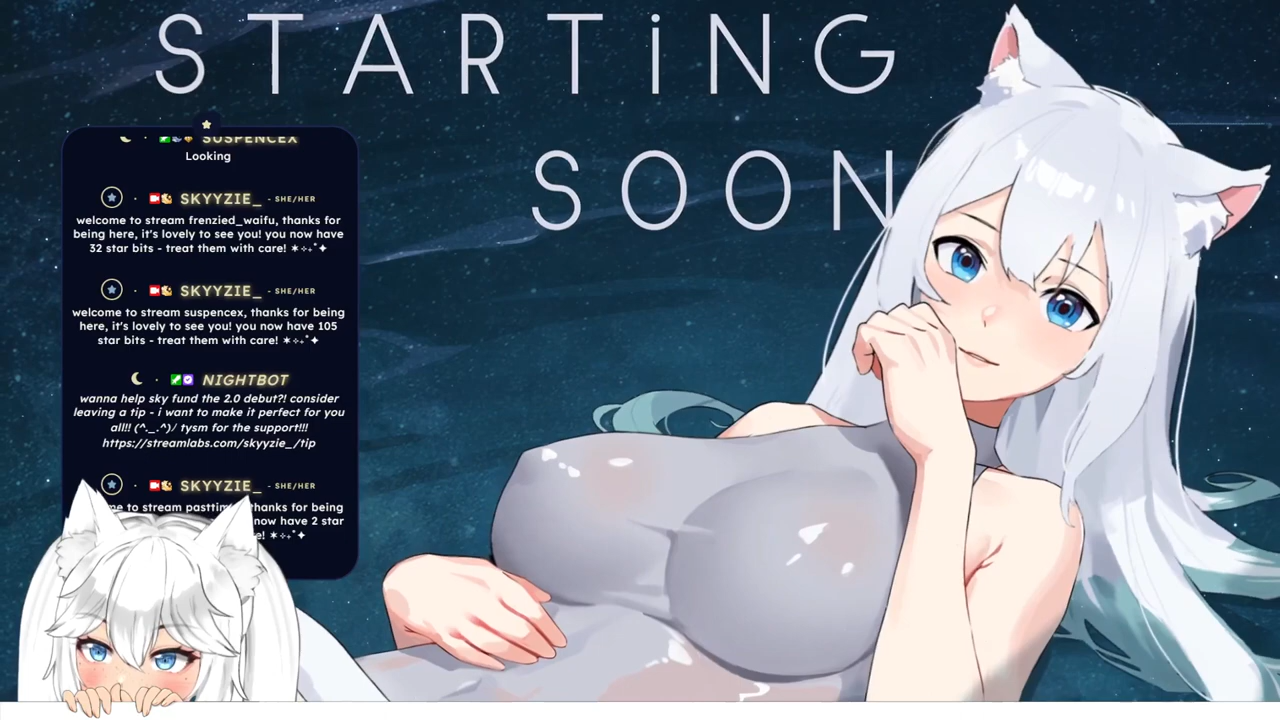 STARTiNG
SOON
SUSPENCEX
Looking
SKYYZIE_ - SHE/HER
welcome to stream frenzied_waifu, thanks for
being here, it's lovely to see you! you now have
32 star bits - treat them with care! ✶⊹₊˚✦
SKYYZIE_ - SHE/HER
welcome to stream suspencex, thanks for being
here, it's lovely to see you! you now have 105
star bits - treat them with care! ✶⊹₊˚✦
NIGHTBOT
wanna help sky fund the 2.0 debut?! consider
leaving a tip - i want to make it perfect for you
all!! (^._.^)/ tysm for the support!!!
https://streamlabs.com/skyyzie_/tip
SKYYZIE_ - SHE/HER
to stream thanks for being
now have 2 star
✶⊹₊˚✦